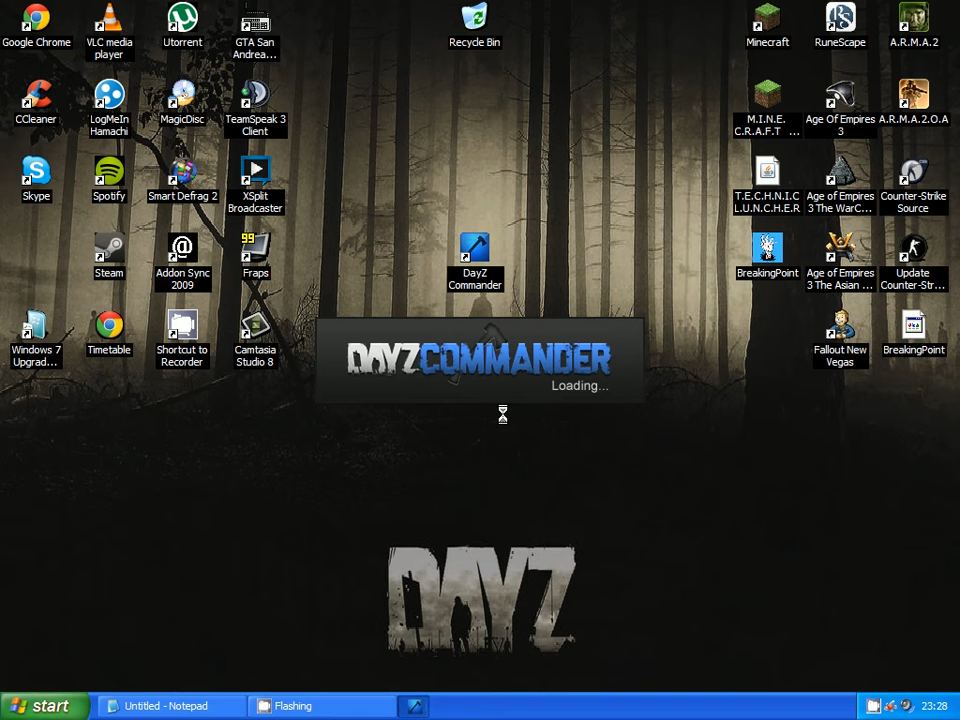 Google Chrome
VLC media
player
Utorrent
GTA San
Andrea...
Recycle Bin
Minecraft
RuneScape
A.R.M.A.2
CCleaner
LogMeIn
Hamachi
MagicDisc
TeamSpeak 3
Client
M.I.N.E.
C.R.A.F.T ...
Age Of Empires
3
A.R.M.A.2.O.A
Skype
Spotify
Smart Defrag 2
XSplit
Broadcaster
T.E.C.H.N.I.C
L.U.N.C.H.E.R
Age of Empires
3 The WarC...
Counter-Strike
Source
Steam
Addon Sync
2009
99
Fraps
DayZ
Commander
BreakingPoint
Age of Empires
3 The Asian ...
Update
Counter-Str...
Windows 7
Upgrad...
Timetable
Shortcut to
Recorder
Camtasia
Studio 8
Fallout New
Vegas
BreakingPoint
DAYZCOMMANDER
Loading...
DAYZ
start
Untitled - Notepad
Flashing
23:28